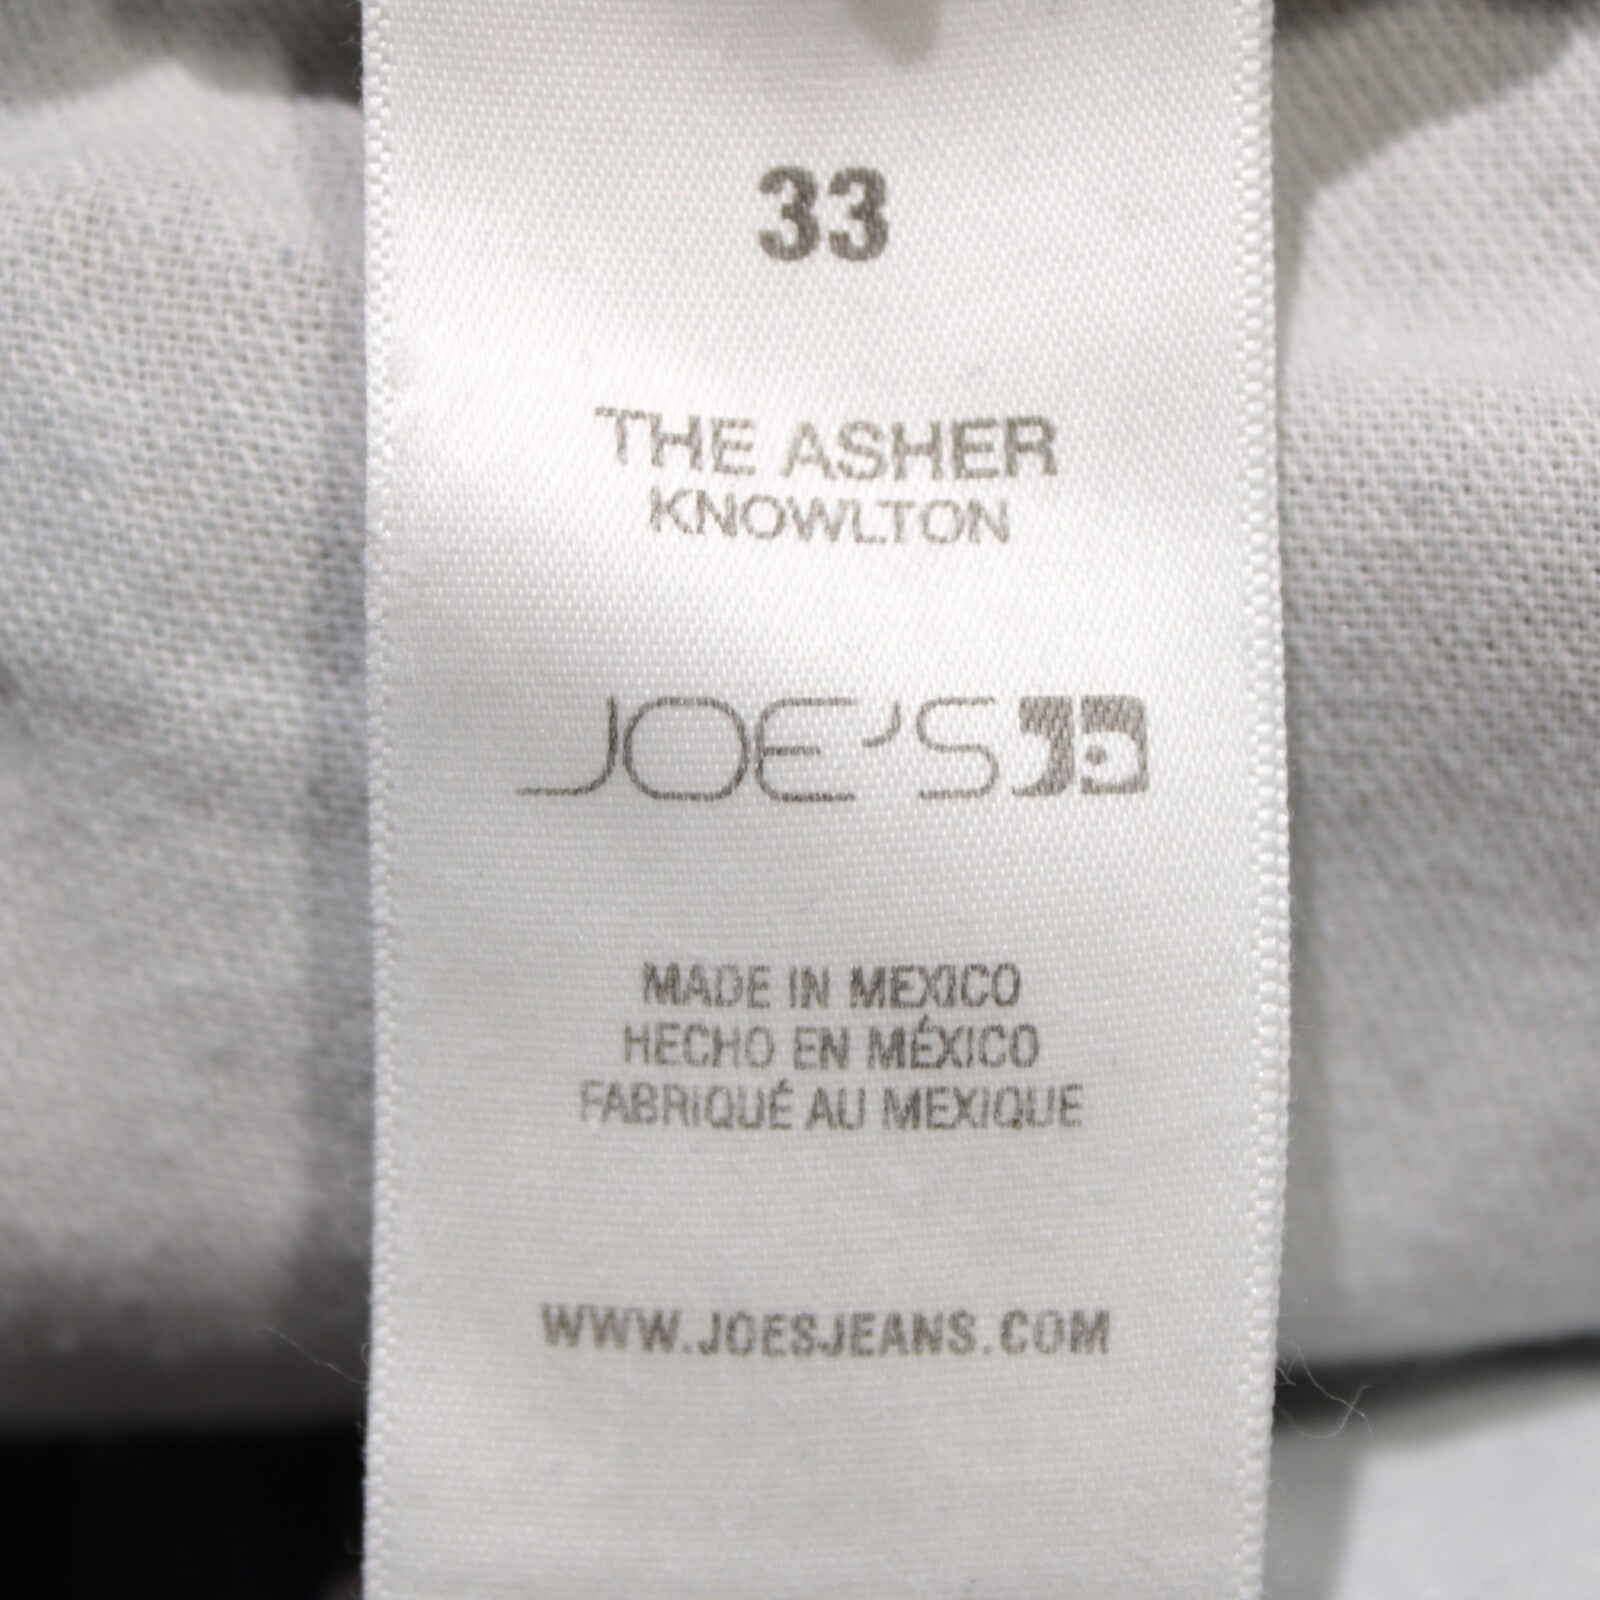 33
THE ASHER
KNOWLTON
JOE'S
MADE IN MEXICO
HECHO EN MÉXICO
FABRIQUÉ AU MEXIQUE
WWW.JOESJEANS.COM